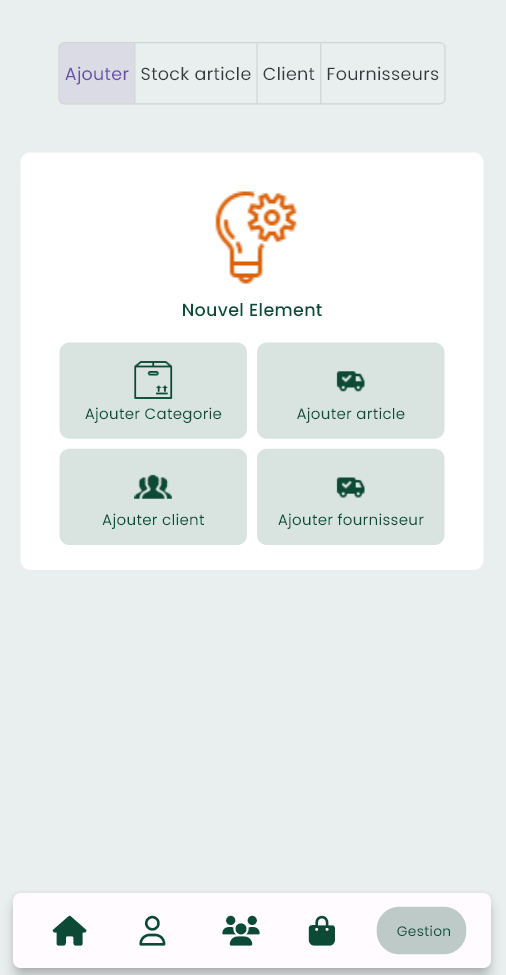 Ajouter Stock article Client Fournisseurs
Nouvel Element
Ajouter Categorie Ajouter article
Ajouter client Ajouter fournisseur
Gestion